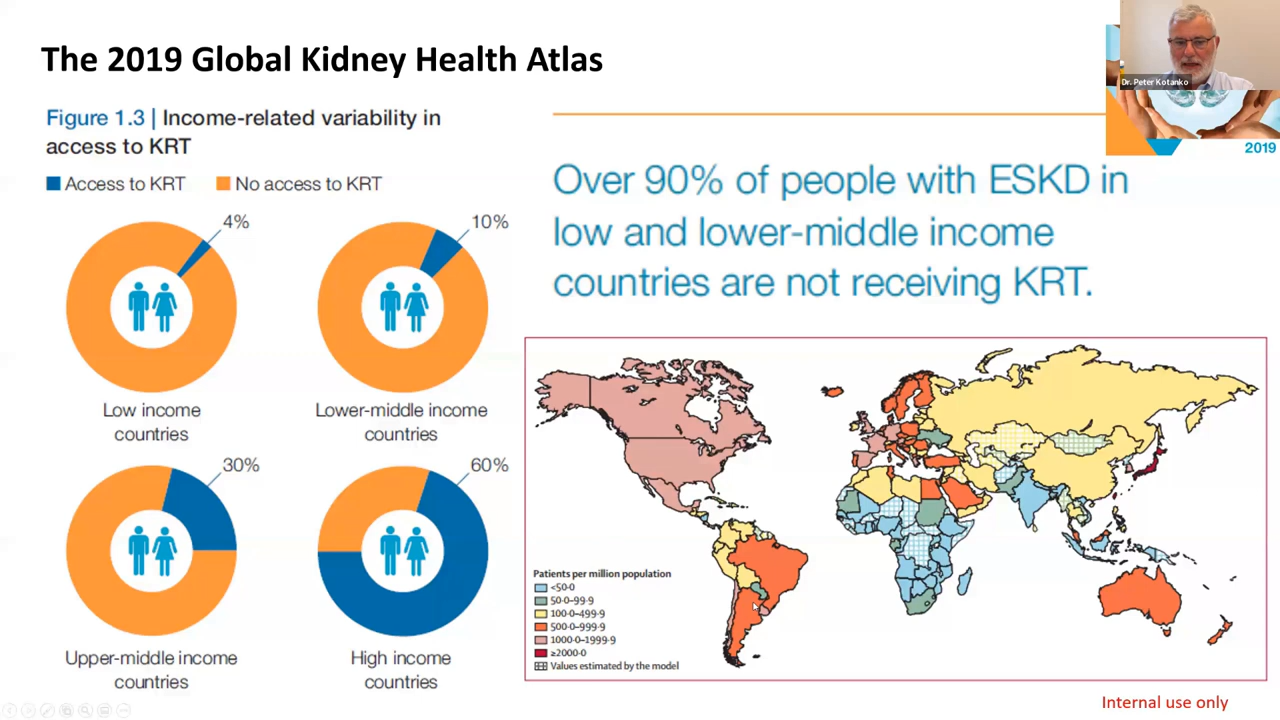 The 2019 Global Kidney Health Atlas
Dr. Peter Kotanko
2019
Figure 1.3 | Income-related variability in
access to KRT
Access to KRT
No access to KRT
4%
10%
Low income
countries
Lower-middle income
countries
30%
60%
Upper-middle income
countries
High income
countries
Over 90% of people with ESKD in
low and lower-middle income
countries are not receiving KRT.
Patients per million population
<50·0
50·0–99·9
100·0–499·9
500·0–999·9
1000·0–1999·9
≥2000·0
Values estimated by the model
Internal use only